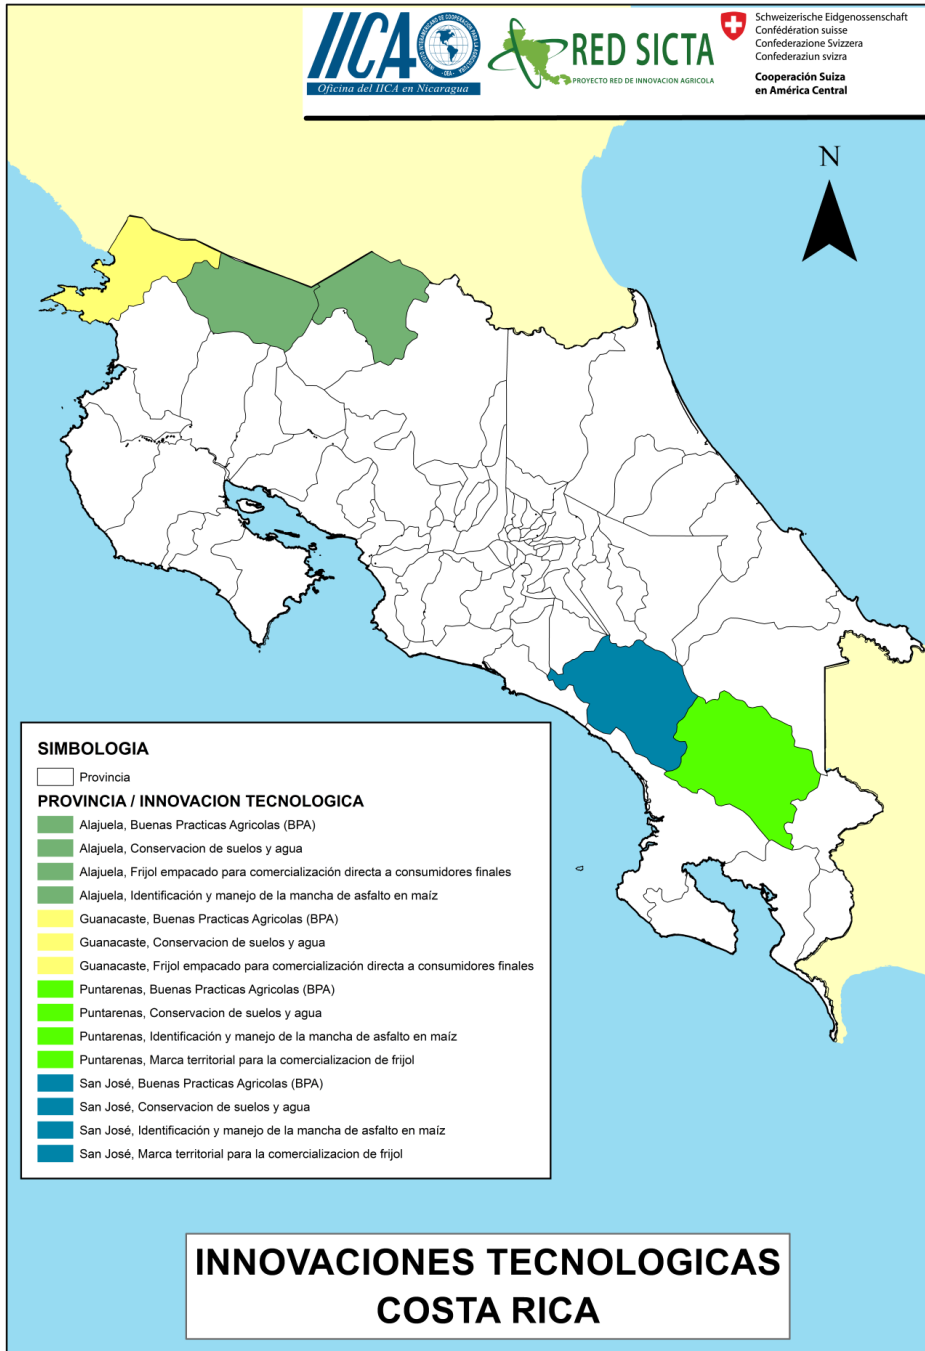 IICA
INSTITUTO INTERAMERICANO DE COOPERACION PARA LA AGRICULTURA
Oficina del IICA en Nicaragua
RED SICTA
PROYECTO RED DE INNOVACION AGRICOLA
Schweizerische Eidgenossenschaft
Confédération suisse
Confederazione Svizzera
Confederaziun svizra
Cooperación Suiza
en América Central
N
SIMBOLOGIA
Provincia
PROVINCIA / INNOVACION TECNOLOGICA
Alajuela, Buenas Practicas Agricolas (BPA)
Alajuela, Conservacion de suelos y agua
Alajuela, Frijol empacado para comercialización directa a consumidores finales
Alajuela, Identificación y manejo de la mancha de asfalto en maíz
Guanacaste, Buenas Practicas Agricolas (BPA)
Guanacaste, Conservacion de suelos y agua
Guanacaste, Frijol empacado para comercialización directa a consumidores finales
Puntarenas, Buenas Practicas Agricolas (BPA)
Puntarenas, Conservacion de suelos y agua
Puntarenas, Identificación y manejo de la mancha de asfalto en maíz
Puntarenas, Marca territorial para la comercializacion de frijol
San José, Buenas Practicas Agricolas (BPA)
San José, Conservacion de suelos y agua
San José, Identificación y manejo de la mancha de asfalto en maíz
San José, Marca territorial para la comercializacion de frijol
INNOVACIONES TECNOLOGICAS
COSTA RICA